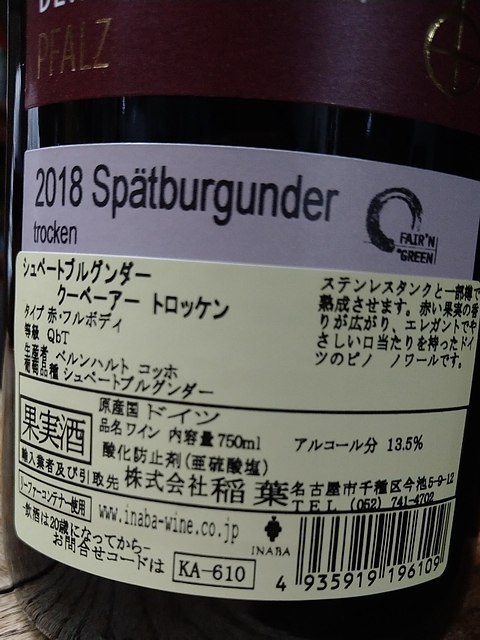 PFALZ
2018 Spätburgunder
trocken
FAIR'N
GREEN
シュペートブルグンダー
クーペーアー トロッケン
タイプ 赤・フルボディ
等級 QbT
生産者 ベルンハルト コッホ
葡萄品種 シュペートブルグンダー
ステンレスタンクと一部樽で
熟成させます。赤い果実の香
りが広がり、エレガントでや
さしい口当たりを持ったドイ
ツのピノ ノワールです。
果実酒
原産国 ドイツ
品名 ワイン 内容量 750ml
酸化防止剤(亜硫酸塩)
アルコール分 13.5%
輸入業者及び引取先 株式会社 稲葉
名古屋市千種区今池5-9-12
TEL (052) 741-4702
リーファーコンテナー使用
www.inaba-wine.co.jp
-飲酒は20歳になってから-
お問合せコードは
KA-610
INABA
4 935919 196109